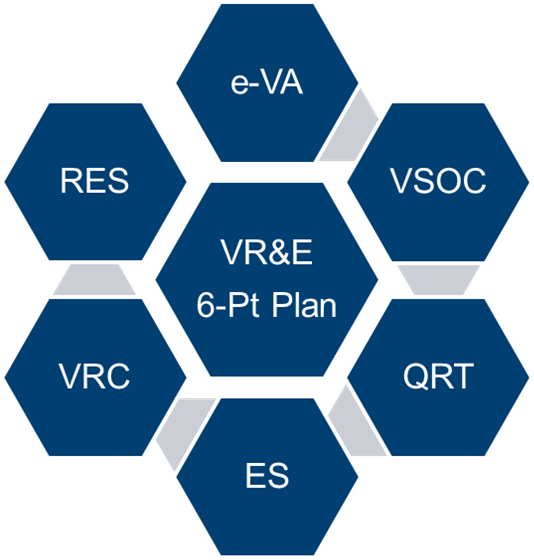 e-VA
RES
VSOC
VR&E
6-Pt Plan
VRC
QRT
ES